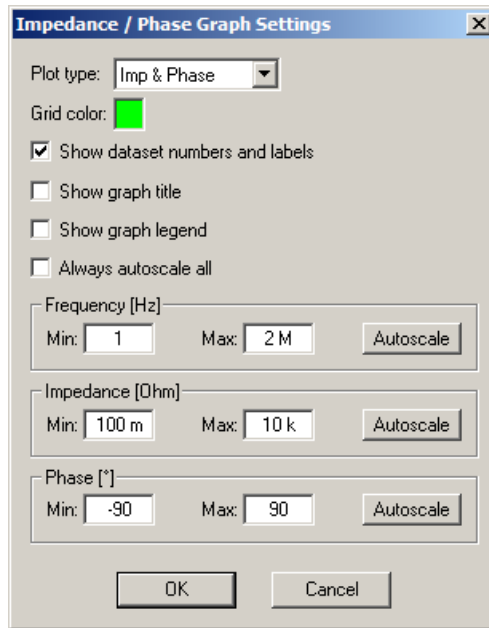 Impedance / Phase Graph Settings
Plot type: Imp & Phase
Grid color:
Show dataset numbers and labels
Show graph title
Show graph legend
Always autoscale all
Frequency [Hz]
Min: 1 Max: 2 M Autoscale
Impedance [Ohm]
Min: 100 m Max: 10 k Autoscale
Phase [°]
Min: -90 Max: 90 Autoscale
OK Cancel